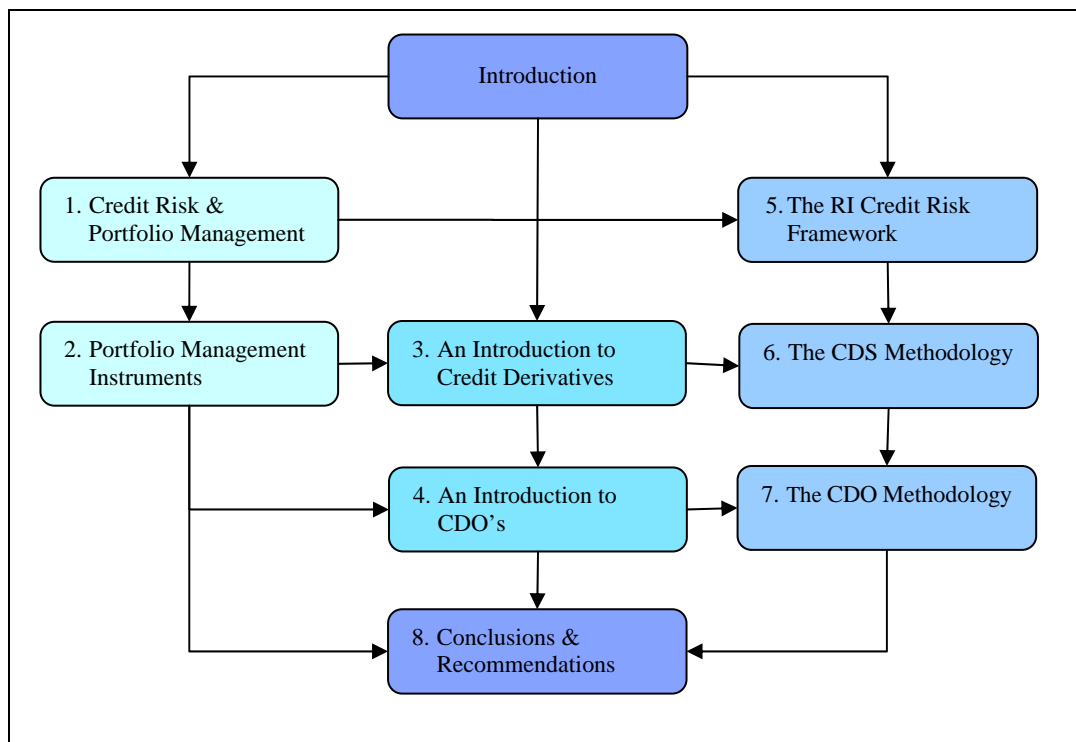 Introduction
1. Credit Risk &
Portfolio Management
5. The RI Credit Risk
Framework
2. Portfolio Management
Instruments
3. An Introduction to
Credit Derivatives
6. The CDS Methodology
4. An Introduction to
CDO’s
7. The CDO Methodology
8. Conclusions &
Recommendations